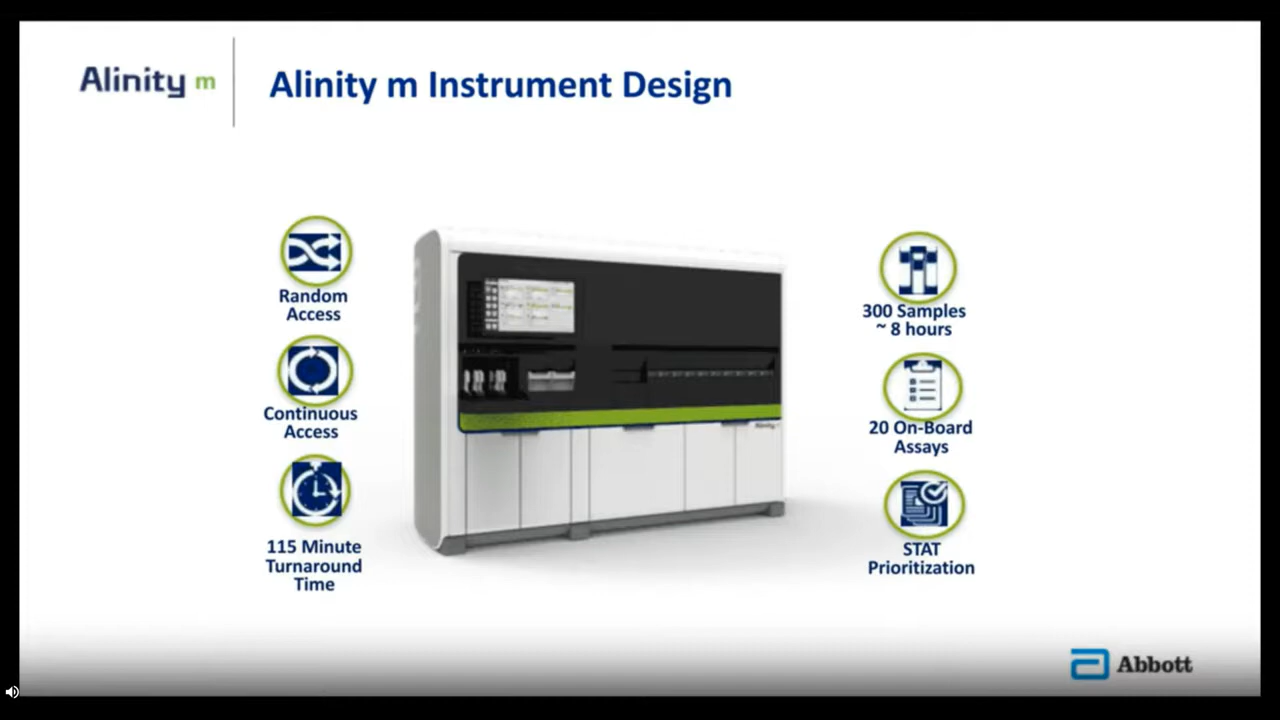 Alinity m
Alinity m Instrument Design
Random
Access
Continuous
Access
115 Minute
Turnaround
Time
300 Samples
~ 8 hours
20 On-Board
Assays
STAT
Prioritization
Alinity
Abbott